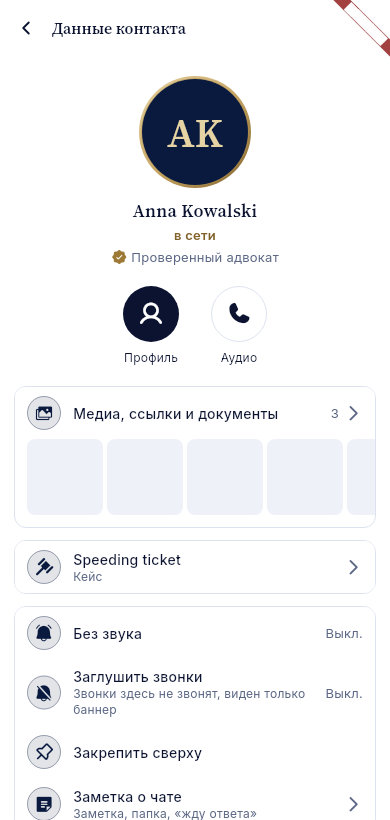 Данные контакта
AK
Anna Kowalski
в сети
Проверенный адвокат
Профиль
Аудио
Медиа, ссылки и документы
3
Speeding ticket
Кейс
Без звука
Выкл.
Заглушить звонки
Звонки здесь не звонят, виден только
баннер
Выкл.
Закрепить сверху
Заметка о чате
Заметка, папка, «жду ответа»